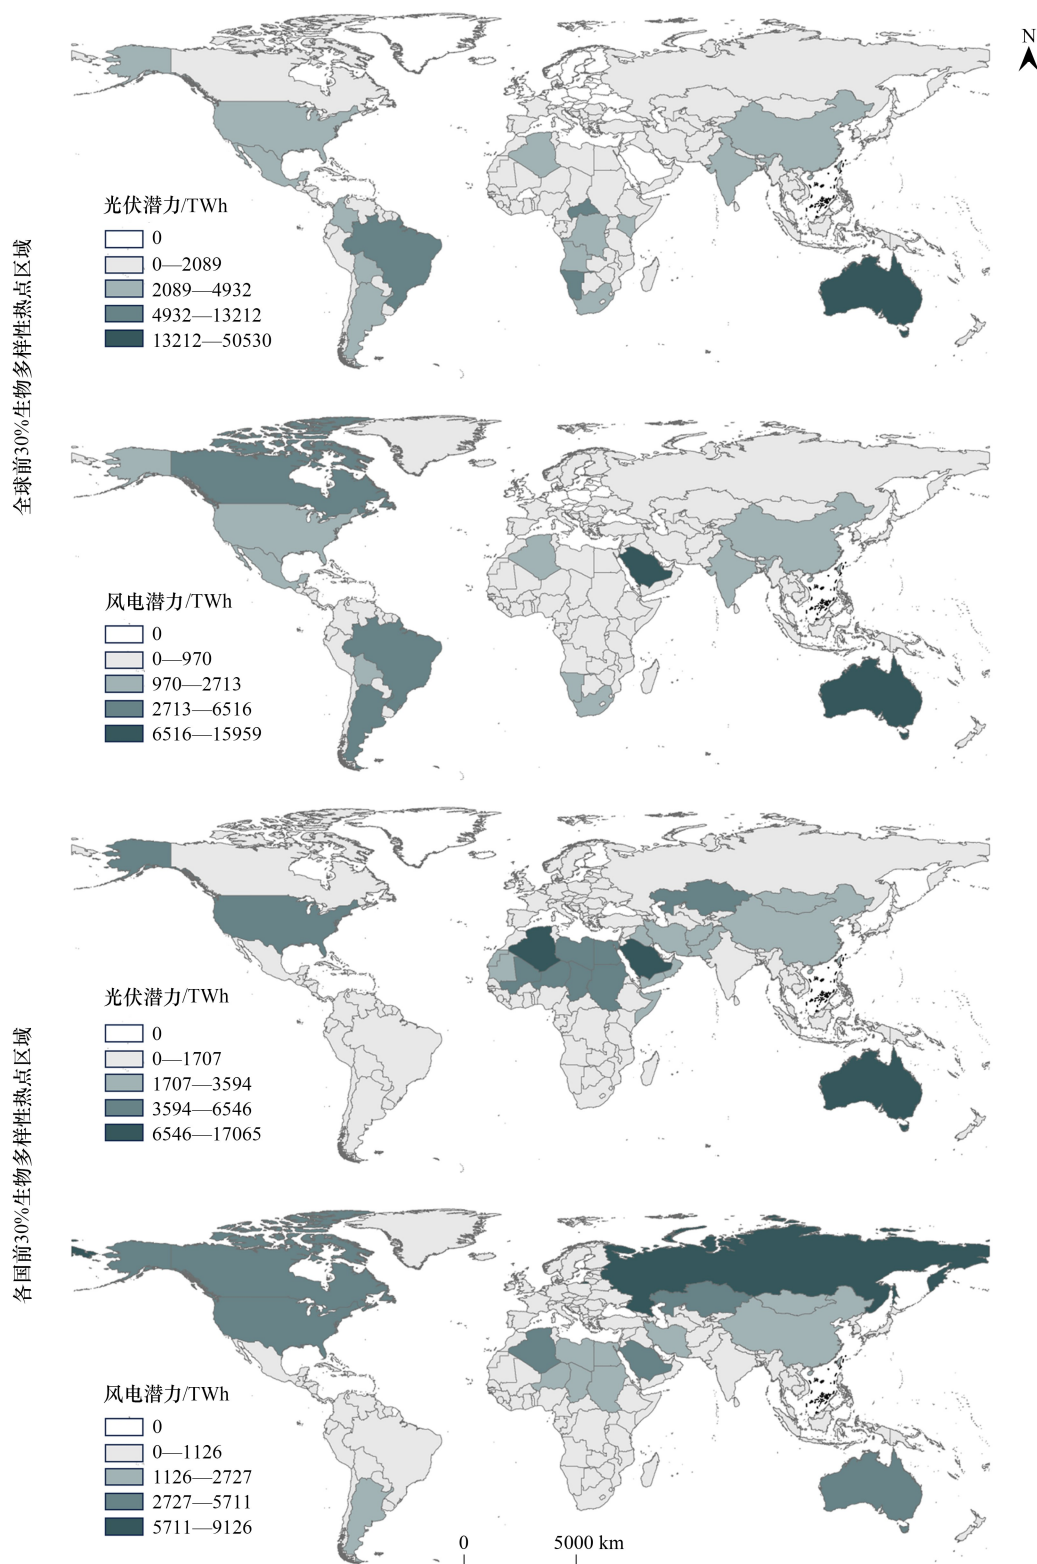 N
全球前30%生物多样性热点区域
光伏潜力/TWh
0
0—2089
2089—4932
4932—13212
13212—50530
风电潜力/TWh
0
0—970
970—2713
2713—6516
6516—15959
各国前30%生物多样性热点区域
光伏潜力/TWh
0
0—1707
1707—3594
3594—6546
6546—17065
风电潜力/TWh
0
0—1126
1126—2727
2727—5711
5711—9126
0 5000 km